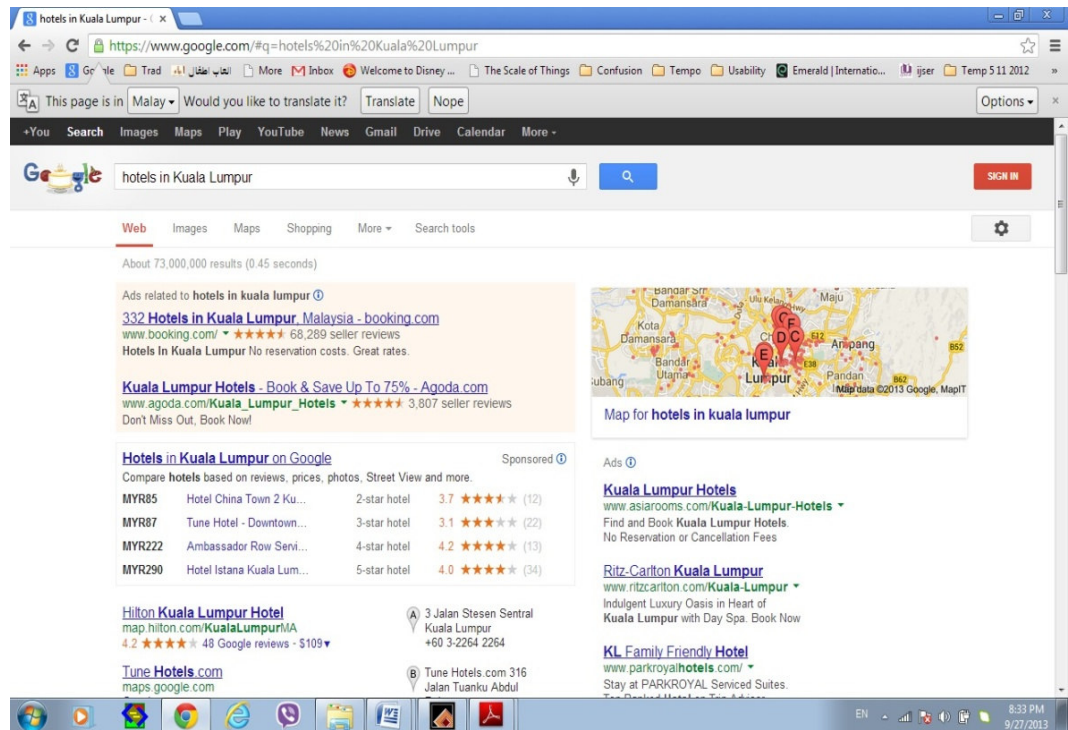 hotels in Kuala Lumpur - (
https://www.google.com/#q=hotels%20in%20Kuala%20Lumpur
Apps Trad العاب اطفال More Inbox Welcome to Disney ... The Scale of Things Confusion Tempo Usability Emerald | Internatio... ijser Temp 5 11 2012 »
This page is in Malay Would you like to translate it? Translate Nope Options
+You Search Images Maps Play YouTube News Gmail Drive Calendar More
hotels in Kuala Lumpur SIGN IN
Web Images Maps Shopping More Search tools
About 73,000,000 results (0.45 seconds)
Ads related to hotels in kuala lumpur
332 Hotels in Kuala Lumpur, Malaysia - booking.com
www.booking.com/ 68,289 seller reviews
Hotels In Kuala Lumpur No reservation costs. Great rates.
Kuala Lumpur Hotels - Book & Save Up To 75% - Agoda.com
www.agoda.com/Kuala_Lumpur_Hotels 3,807 seller reviews
Don't Miss Out, Book Now!
Hotels in Kuala Lumpur on Google Sponsored
Compare hotels based on reviews, prices, photos, Street View and more.
MYR85 Hotel China Town 2 Ku... 2-star hotel 3.7 (12)
MYR87 Tune Hotel - Downtown... 3-star hotel 3.1 (22)
MYR222 Ambassador Row Servi... 4-star hotel 4.2 (13)
MYR290 Hotel Istana Kuala Lum... 5-star hotel 4.0 (34)
Hilton Kuala Lumpur Hotel
map.hilton.com/KualaLumpurMA
4.2 48 Google reviews - $109
A 3 Jalan Stesen Sentral
Kuala Lumpur
+60 3-2264 2264
Tune Hotels.com
maps.google.com
B Tune Hotels.com 316
Jalan Tuanku Abdul
Damansara
Maju
Kota
Damansara
Ampang
Bandar
Utama
Lumpur
Pandan
E12
E38
B52
B62
C F D C E
Map data ©2013 Google, MapIT
Map for hotels in kuala lumpur
Ads
Kuala Lumpur Hotels
www.asiarooms.com/Kuala-Lumpur-Hotels
Find and Book Kuala Lumpur Hotels.
No Reservation or Cancellation Fees
Ritz-Carlton Kuala Lumpur
www.ritzcarlton.com/Kuala-Lumpur
Indulgent Luxury Oasis in Heart of
Kuala Lumpur with Day Spa. Book Now
KL Family Friendly Hotel
www.parkroyalhotels.com/
Stay at PARKROYAL Serviced Suites.
EN 8:33 PM
9/27/2013